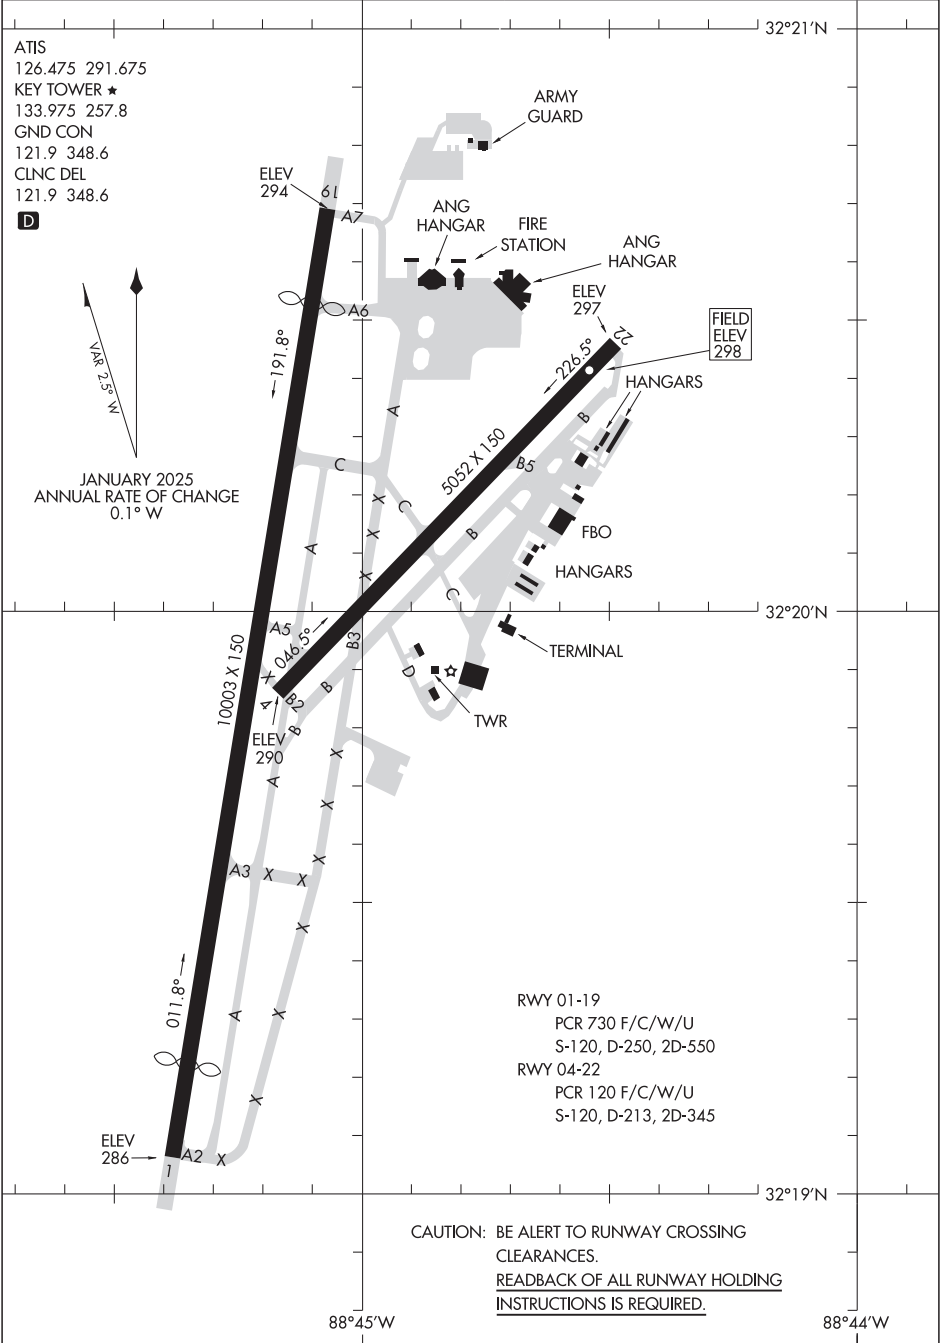 32°21'N
ATIS
126.475 291.675
KEY TOWER ★
133.975 257.8
GND CON
121.9 348.6
CLNC DEL
121.9 348.6
D
ARMY
GUARD
ELEV
294
19
A7
ANG
HANGAR
FIRE
STATION
ANG
HANGAR
ELEV
297
22
FIELD
ELEV
298
A6
VAR 2.5° W
191.8°
226.5°
HANGARS
JANUARY 2025
ANNUAL RATE OF CHANGE
0.1° W
A
B
5052 X 150
C
B5
X
C
X
B
FBO
A
X
HANGARS
C
32°20'N
A5
046.5°
B3
TERMINAL
10003 X 150
X
D
4
B2
B
TWR
B
ELEV
290
X
A
X
X
A3
X
X
X
011.8°
A
X
X
RWY 01-19
PCR 730 F/C/W/U
S-120, D-250, 2D-550
RWY 04-22
PCR 120 F/C/W/U
S-120, D-213, 2D-345
ELEV
286
A2
X
1
32°19'N
CAUTION: BE ALERT TO RUNWAY CROSSING
CLEARANCES.
READBACK OF ALL RUNWAY HOLDING
INSTRUCTIONS IS REQUIRED.
88°45'W
88°44'W